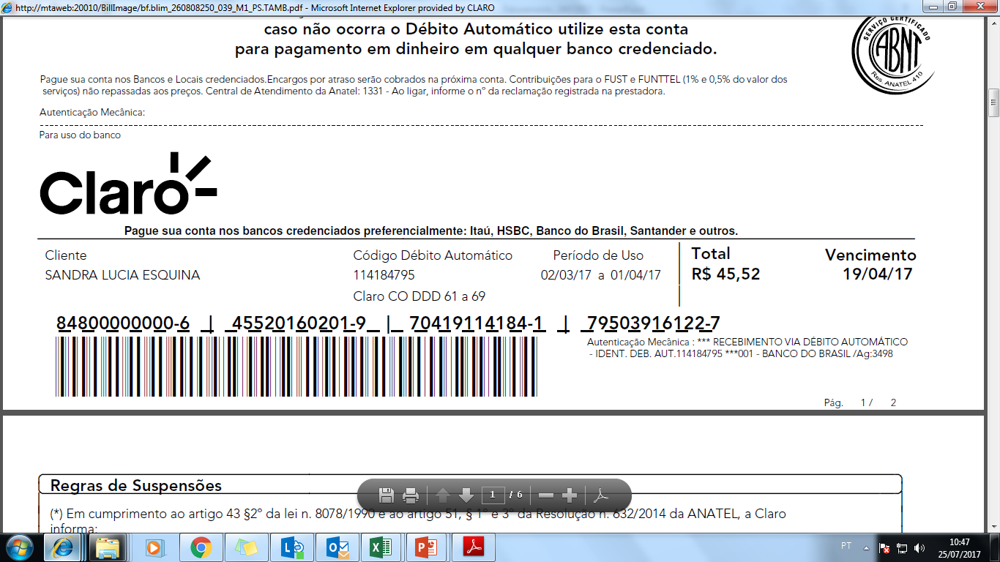 http://mtaweb:20010/BillImage/bf.blim_260808250_039_M1_PS.TAMB.pdf - Microsoft Internet Explorer provided by CLARO
caso não ocorra o Débito Automático utilize esta conta
para pagamento em dinheiro em qualquer banco credenciado.
SERVIÇO CERTIFICADO
ABNT
Res. ANATEL 410
Pague sua conta nos Bancos e Locais credenciados.Encargos por atraso serão cobrados na próxima conta. Contribuições para o FUST e FUNTTEL (1% e 0,5% do valor dos
serviços) não repassadas aos preços. Central de Atendimento da Anatel: 1331 - Ao ligar, informe o nº da reclamação registrada na prestadora.
Autenticação Mecânica:
Para uso do banco
Claro
Pague sua conta nos bancos credenciados preferencialmente: Itaú, HSBC, Banco do Brasil, Santander e outros.
Cliente Código Débito Automático Período de Uso Total Vencimento
SANDRA LUCIA ESQUINA 114184795 02/03/17 a 01/04/17 R$ 45,52 19/04/17
Claro CO DDD 61 a 69
84800000000-6 | 45520160201-9 | 70419114184-1 | 79503916122-7
Autenticação Mecânica : *** RECEBIMENTO VIA DÉBITO AUTOMÁTICO
- IDENT. DEB. AUT.114184795 ***001 - BANCO DO BRASIL /Ag:3498
Pág. 1 / 2
Regras de Suspensões
1 / 6
(*) Em cumprimento ao artigo 43 §2º da lei n. 8078/1990 e ao artigo 51, § 1º e 3º da Resolução n. 632/2014 da ANATEL, a Claro
informa:
PT
10:47
25/07/2017